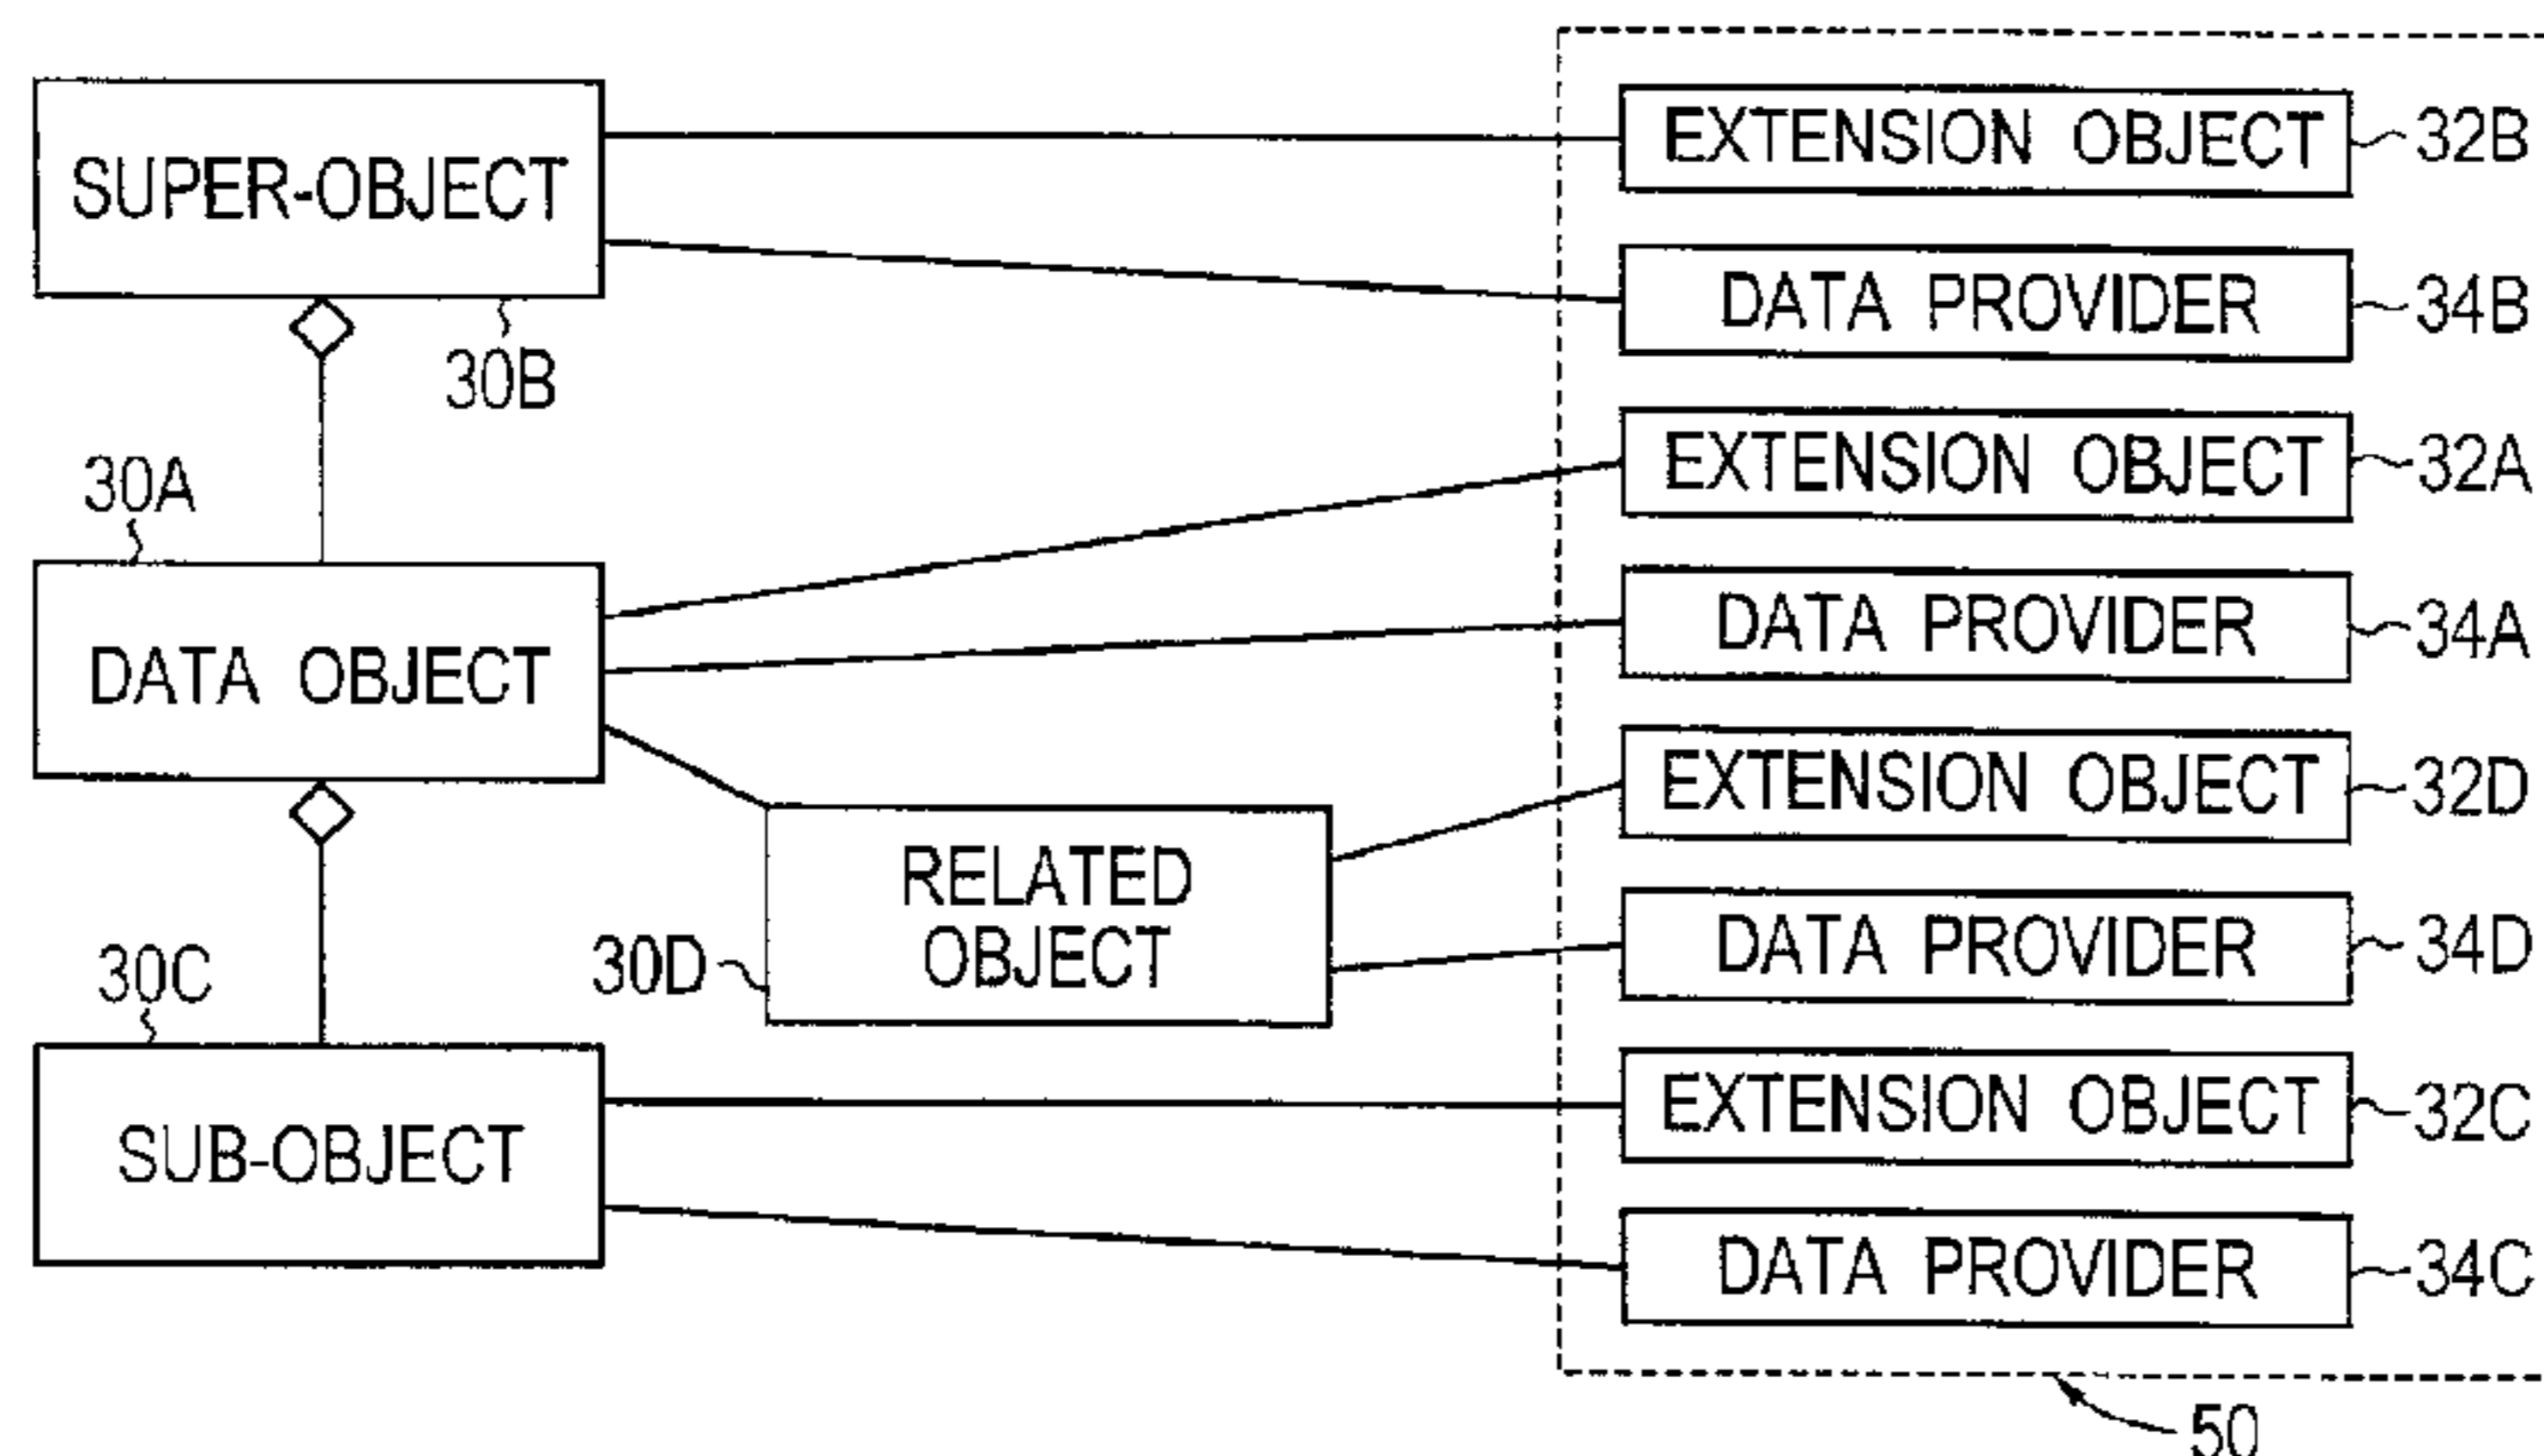 EXTENSION OBJECT
32B
SUPER-OBJECT
DATA PROVIDER
34B
30B
EXTENSION OBJECT
32A
30A
DATA PROVIDER
34A
DATA OBJECT
EXTENSION OBJECT
32D
RELATED
OBJECT
DATA PROVIDER
34D
30D
30C
EXTENSION OBJECT
32C
SUB-OBJECT
DATA PROVIDER
34C
50